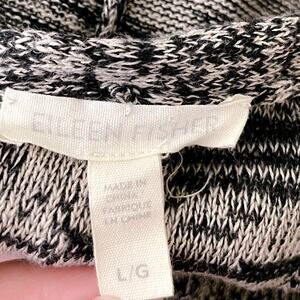 EILEEN FISHER
MADE IN
CHINA
FABRIQUÉ
EN CHINE
L/G